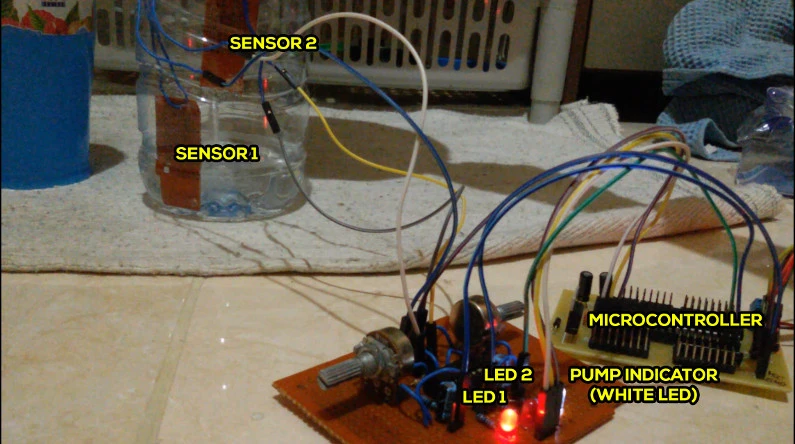 SENSOR 2
SENSOR 1
MICROCONTROLLER
LED 2
PUMP INDICATOR
LED 1
(WHITE LED)